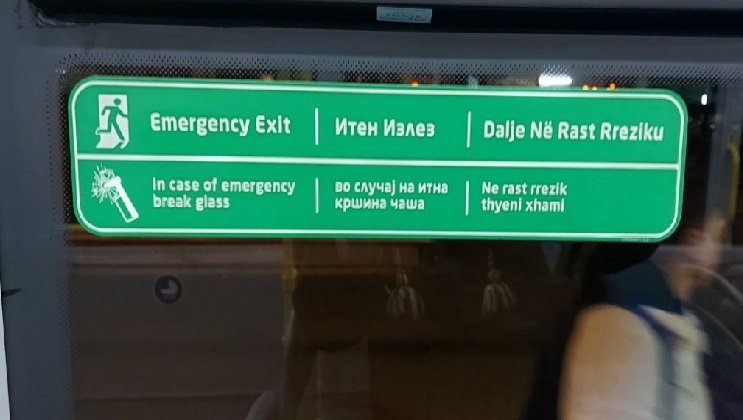 Emergency Exit
Итен Излез
Dalje Në Rast Rreziku
In case of emergency
break glass
во случај на итна
кршина чаша
Ne rast rrezik
thyeni xhami